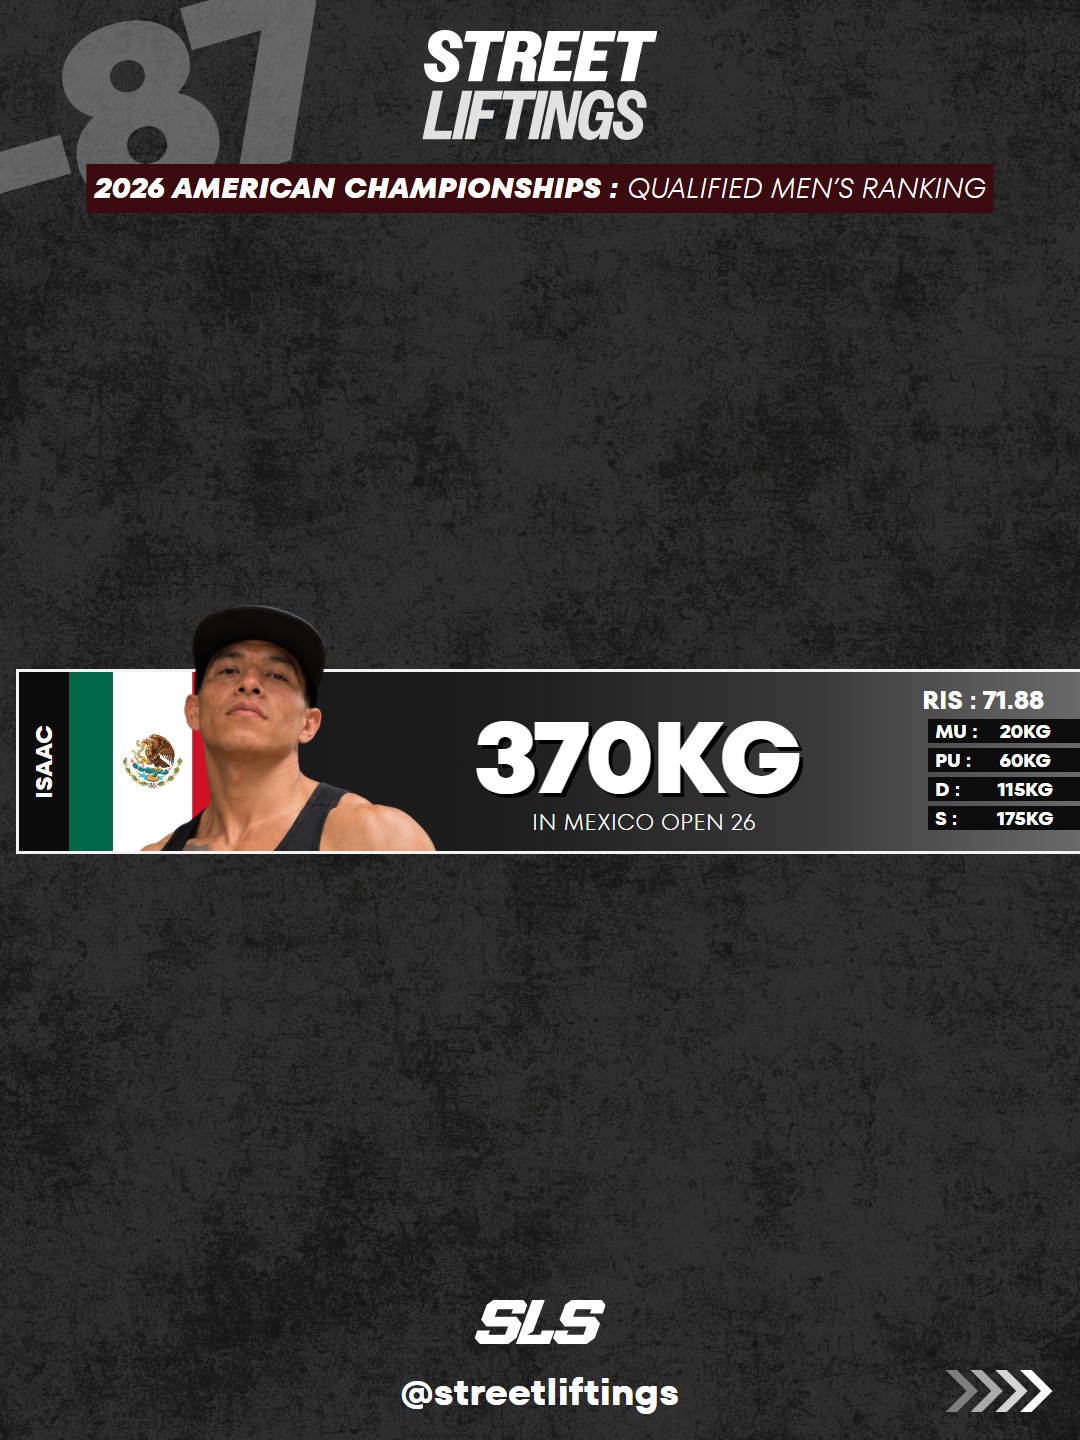 -87
STREET
LIFTINGS
2026 AMERICAN CHAMPIONSHIPS : QUALIFIED MEN'S RANKING
ISAAC
370KG
IN MEXICO OPEN 26
RIS : 71.88
MU : 20KG
PU : 60KG
D : 115KG
S : 175KG
SLS
@streetliftings